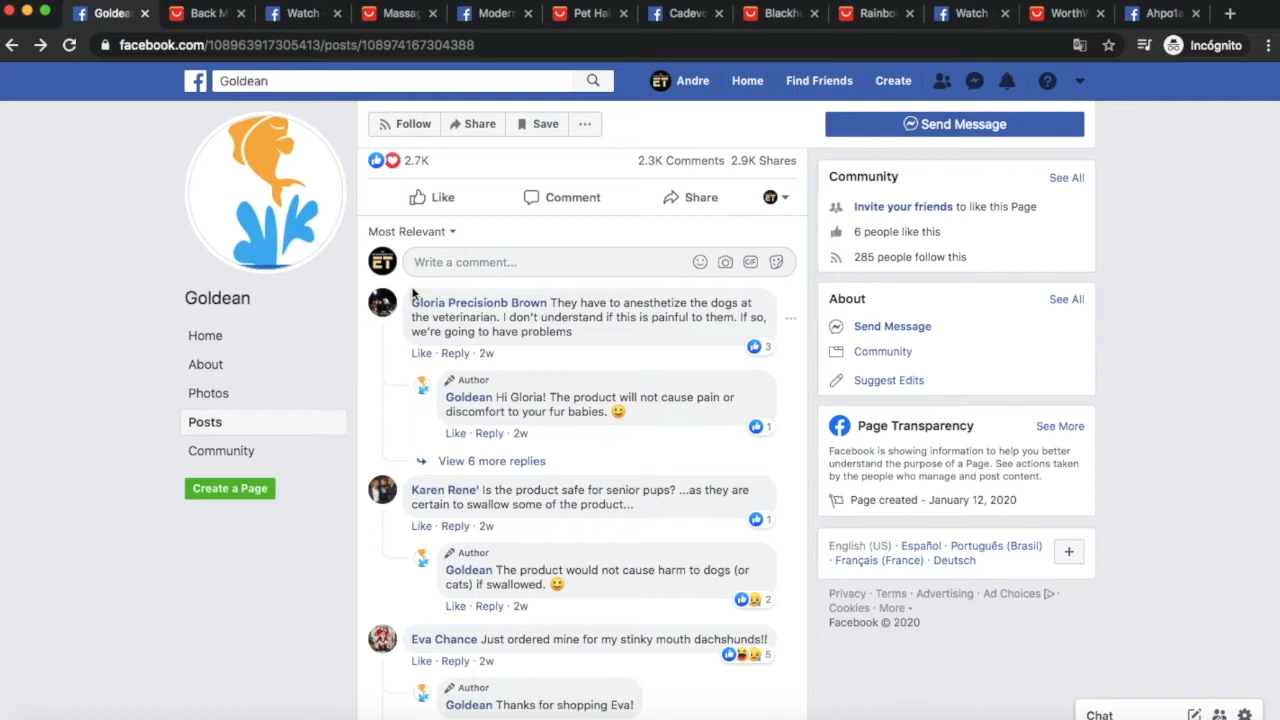 Goldea
Back M
Watch
Massag
Modern
Pet Hai
Cadevo
Blackhe
Rainbo
Watch
WorthW
Ahpo1a
facebook.com/108963917305413/posts/108974167304388
Incógnito
Goldean
ET Andre
Home
Find Friends
Create
Follow
Share
Save
Send Message
2.7K
2.3K Comments 2.9K Shares
Like
Comment
Share
ET
Most Relevant
ET
Write a comment...
GIF
Gloria Precisionb Brown They have to anesthetize the dogs at
the veterinarian. I don't understand if this is painful to them. If so,
we're going to have problems
3
Like · Reply · 2w
Author
Goldean Hi Gloria! The product will not cause pain or
discomfort to your fur babies. 😀
1
Like · Reply · 2w
View 6 more replies
Karen Rene' Is the product safe for senior pups? ...as they are
certain to swallow some of the product...
1
Like · Reply · 2w
Author
Goldean The product would not cause harm to dogs (or
cats) if swallowed. 😀
2
Like · Reply · 2w
Eva Chance Just ordered mine for my stinky mouth dachshunds!!
5
Like · Reply · 2w
Author
Goldean Thanks for shopping Eva!
Goldean
Home
About
Photos
Posts
Community
Create a Page
Community
See All
Invite your friends to like this Page
6 people like this
285 people follow this
About
See All
Send Message
Community
Suggest Edits
Page Transparency
See More
Facebook is showing information to help you better
understand the purpose of a Page. See actions taken
by the people who manage and post content.
Page created - January 12, 2020
English (US) · Español · Português (Brasil)
· Français (France) · Deutsch
Privacy · Terms · Advertising · Ad Choices ·
Cookies · More
Facebook © 2020
Chat